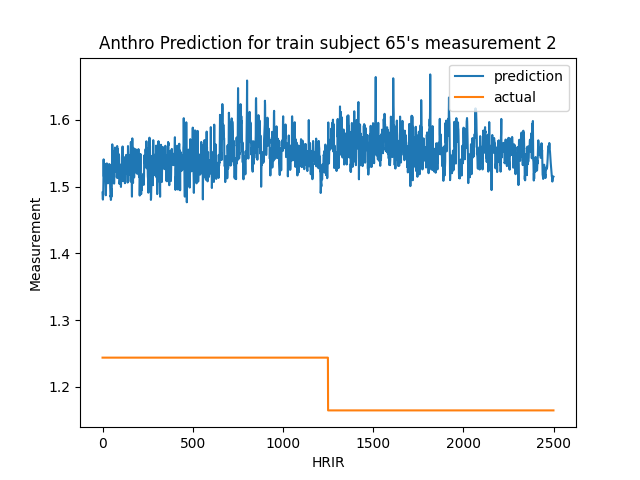 Anthro Prediction for train subject 65's measurement 2
prediction
actual
1.6
1.5
1.4
1.3
1.2
Measurement
0
500
1000
1500
2000
2500
HRIR